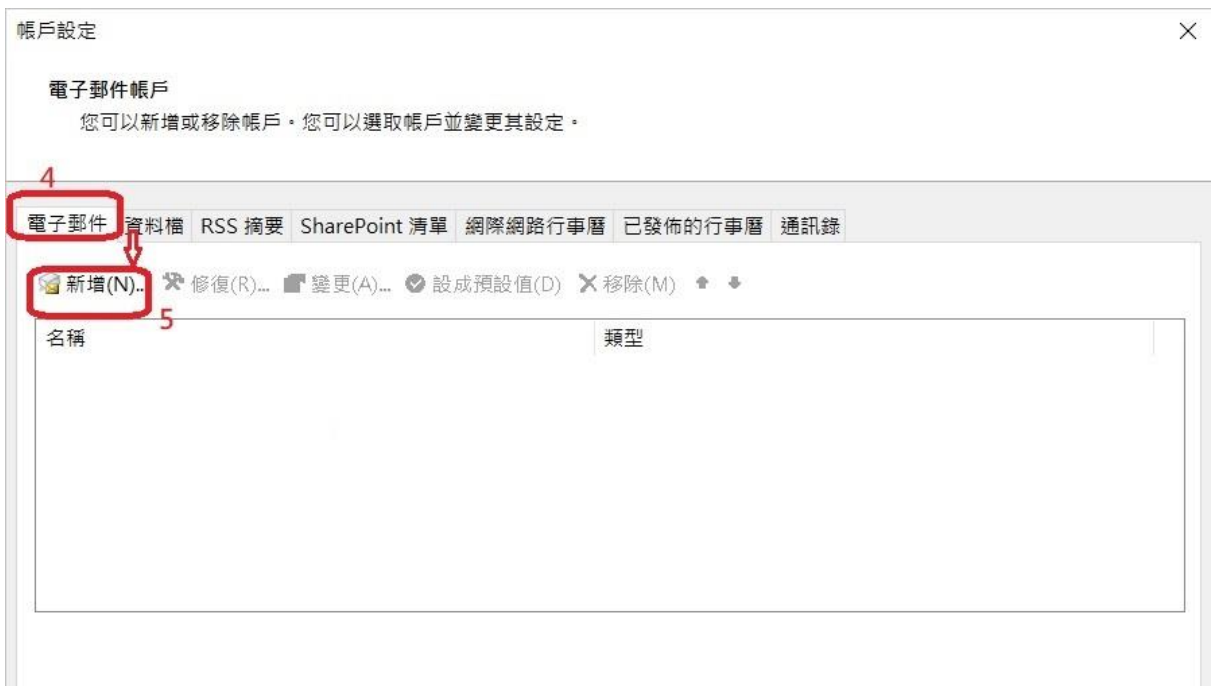 帳戶設定
電子郵件帳戶
您可以新增或移除帳戶。您可以選取帳戶並變更其設定。
4
電子郵件 資料檔 RSS 摘要 SharePoint 清單 網際網路行事曆 已發佈的行事曆 通訊錄
新增(N)... 修復(R)... 變更(A)... 設成預設值(D) 移除(M)
5
名稱 類型